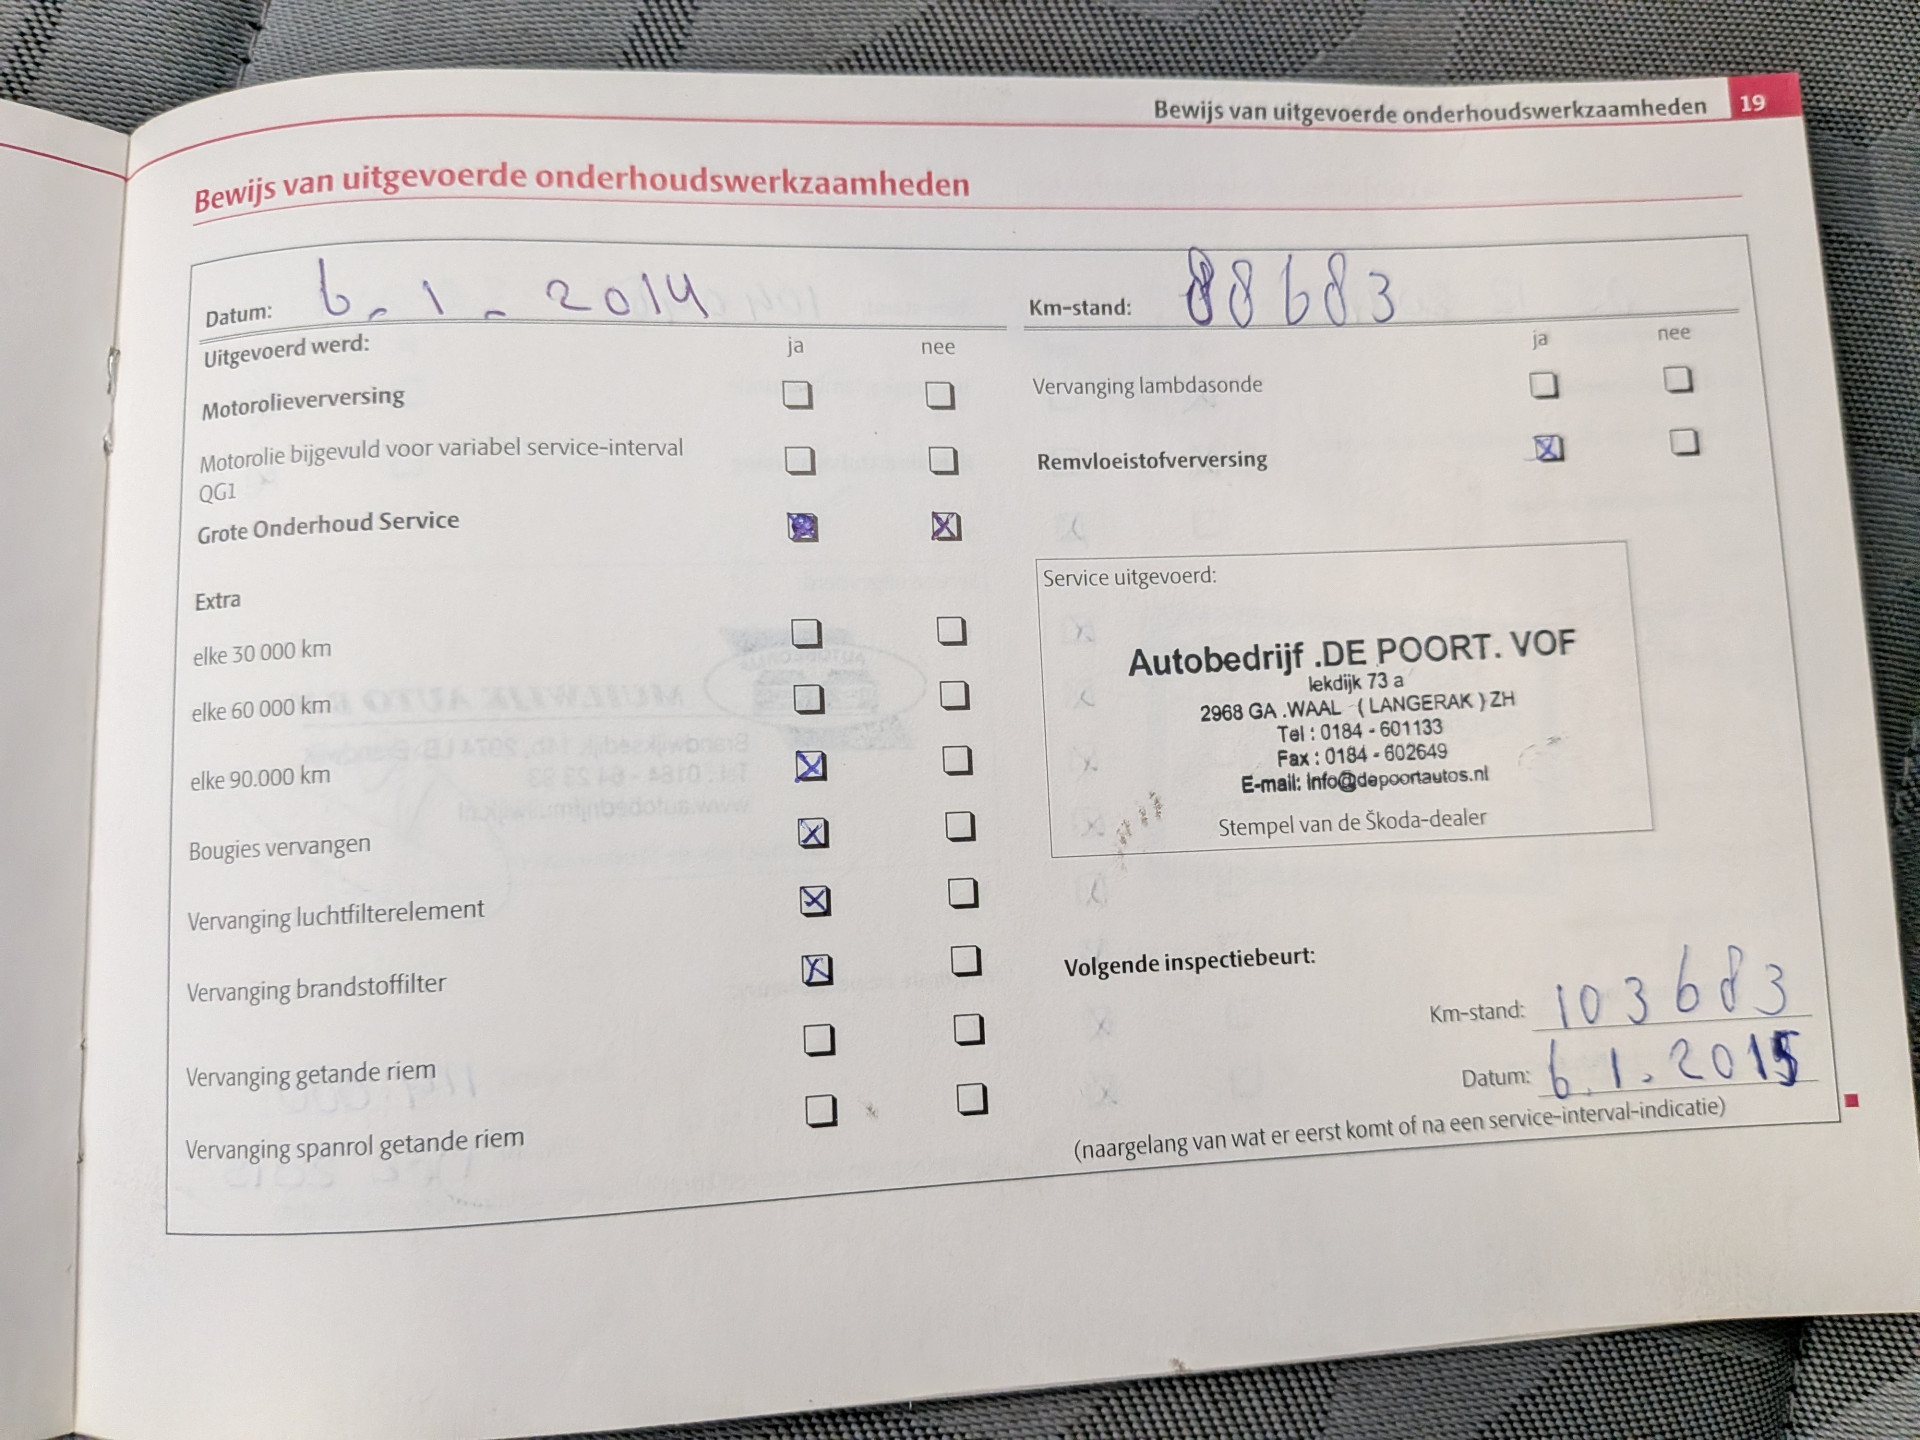 Bewijs van uitgevoerde onderhoudswerkzaamheden 19
Bewijs van uitgevoerde onderhoudswerkzaamheden
Datum: 6.1.2014
Km-stand: 88683
Uitgevoerd werd: ja nee
ja nee
Motorolieverversing
Motorolie bijgevuld voor variabel service-interval
QG1
Grote Onderhoud Service
Extra
elke 30 000 km
elke 60 000 km
elke 90.000 km
Bougies vervangen
Vervanging luchtfilterelement
Vervanging brandstoffilter
Vervanging getande riem
Vervanging spanrol getande riem
Vervanging lambdasonde
Remvloeistofverversing
Service uitgevoerd:
Autobedrijf .DE POORT. VOF
lekdijk 73 a
2968 GA .WAAL ( LANGERAK ) ZH
Tel : 0184 - 601133
Fax : 0184 - 602649
E-mail: info@depoortautos.nl
Stempel van de Škoda-dealer
Volgende inspectiebeurt:
Km-stand: 103683
Datum: 6.1.2015
(naargelang van wat er eerst komt of na een service-interval-indicatie)